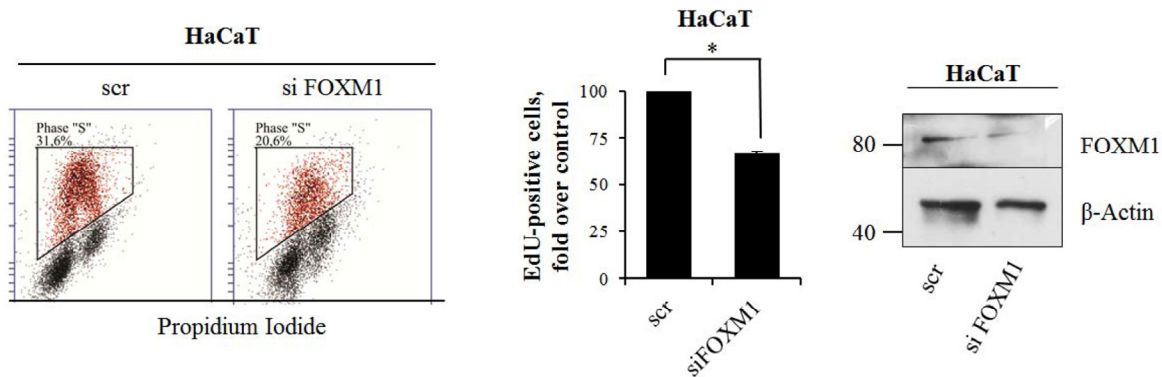 HaCaT
scr
si FOXM1
Phase "S"
31,6%
Phase "S"
20,6%
Propidium Iodide
HaCaT
*
EdU-positive cells,
fold over control
100
75
50
25
0
scr
siFOXM1
HaCaT
80
FOXM1
40
β-Actin
scr
si FOXM1